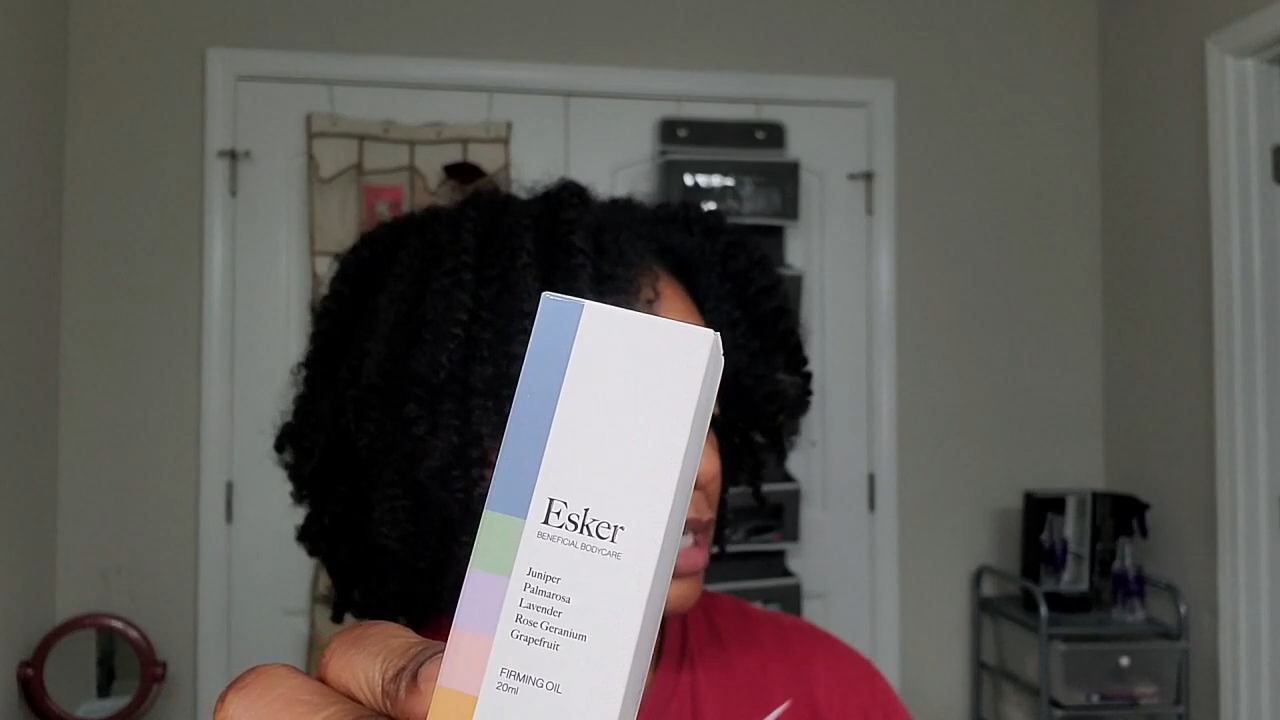 Esker
BENEFICIAL BODYCARE
Juniper
Palmarosa
Lavender
Rose Geranium
Grapefruit
FIRMING OIL
20ml